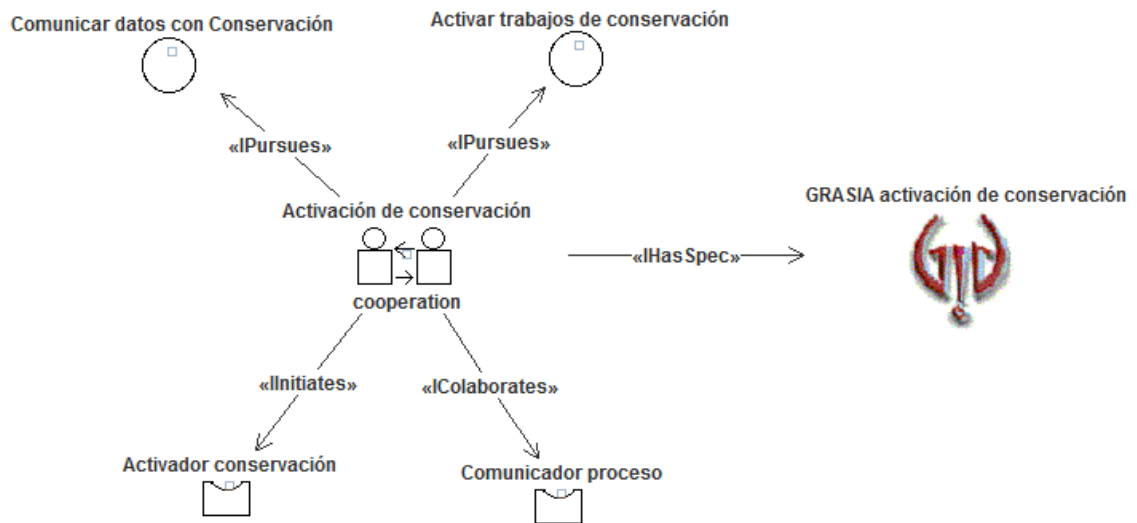 Comunicar datos con Conservación
Activar trabajos de conservación
«IPursues»
«IPursues»
Activación de conservación
GRASIA activación de conservación
«IHasSpec»
cooperation
«IInitiates»
«IColaborates»
Activador conservación
Comunicador proceso